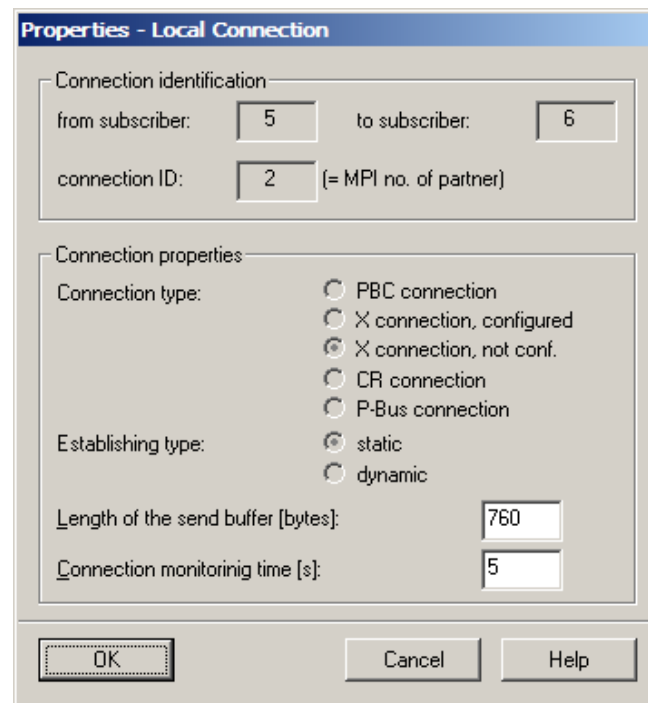 Properties - Local Connection
Connection identification
from subscriber: 5 to subscriber: 6
connection ID: 2 (= MPI no. of partner)
Connection properties
Connection type: PBC connection
X connection, configured
X connection, not conf.
CR connection
P-Bus connection
Establishing type: static
dynamic
Length of the send buffer [bytes]: 760
Connection monitorinig time [s]: 5
OK Cancel Help